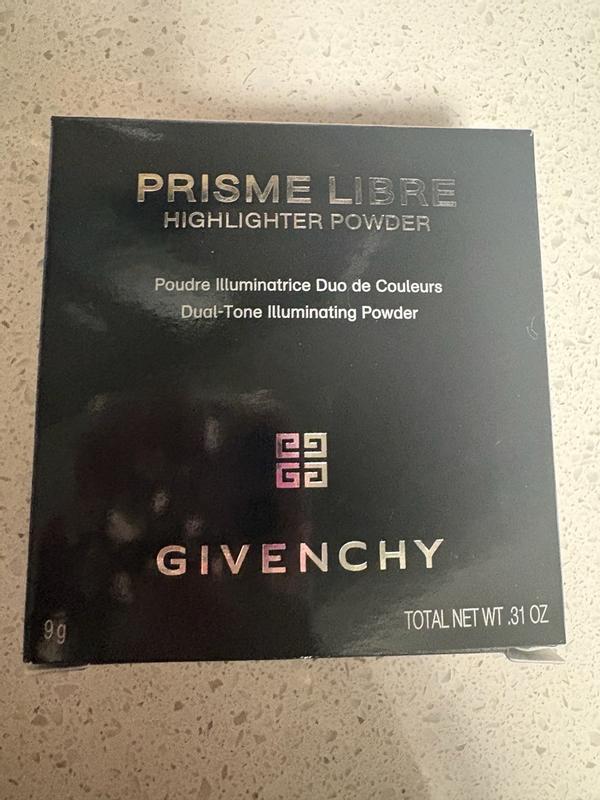 PRISME LIBRE
HIGHLIGHTER POWDER
Poudre Illuminatrice Duo de Couleurs
Dual-Tone Illuminating Powder
GIVENCHY
9 g
TOTAL NET WT .31 OZ